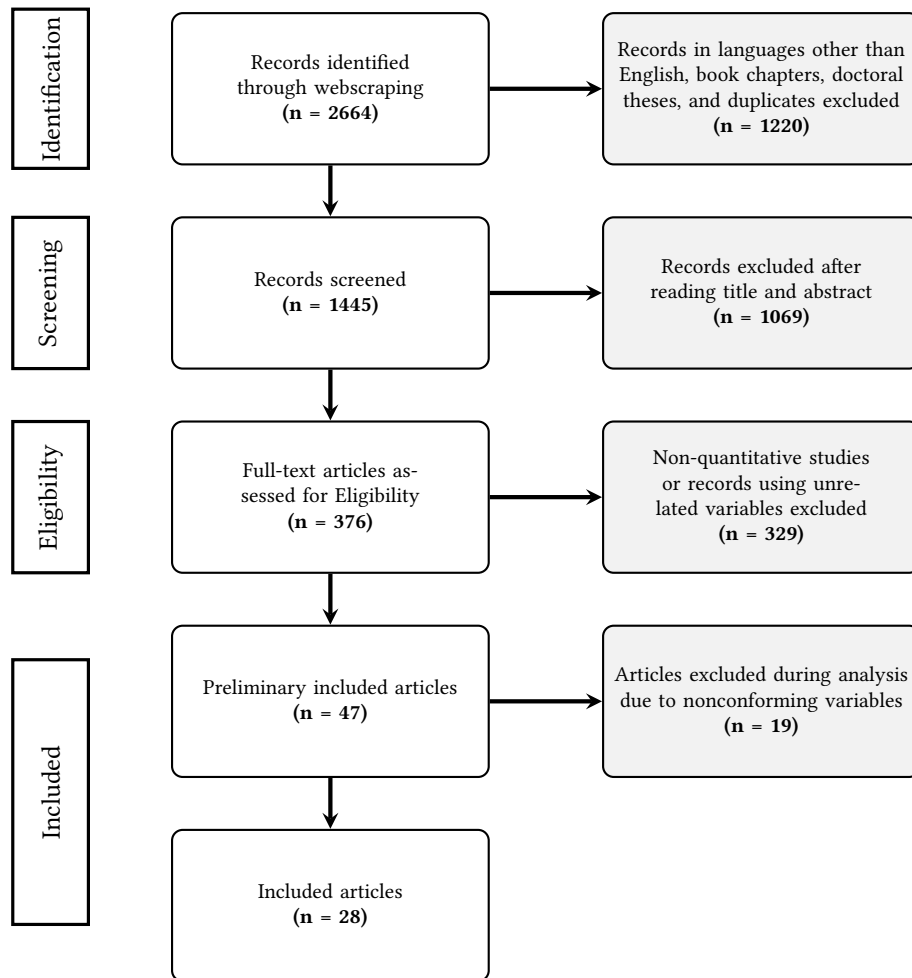 Identification
Records identified
through webscraping
(n = 2664)
Records in languages other than
English, book chapters, doctoral
theses, and duplicates excluded
(n = 1220)
Screening
Records screened
(n = 1445)
Records excluded after
reading title and abstract
(n = 1069)
Eligibility
Full-text articles as-
sessed for Eligibility
(n = 376)
Non-quantitative studies
or records using unre-
lated variables excluded
(n = 329)
Included
Preliminary included articles
(n = 47)
Articles excluded during analysis
due to nonconforming variables
(n = 19)
Included articles
(n = 28)